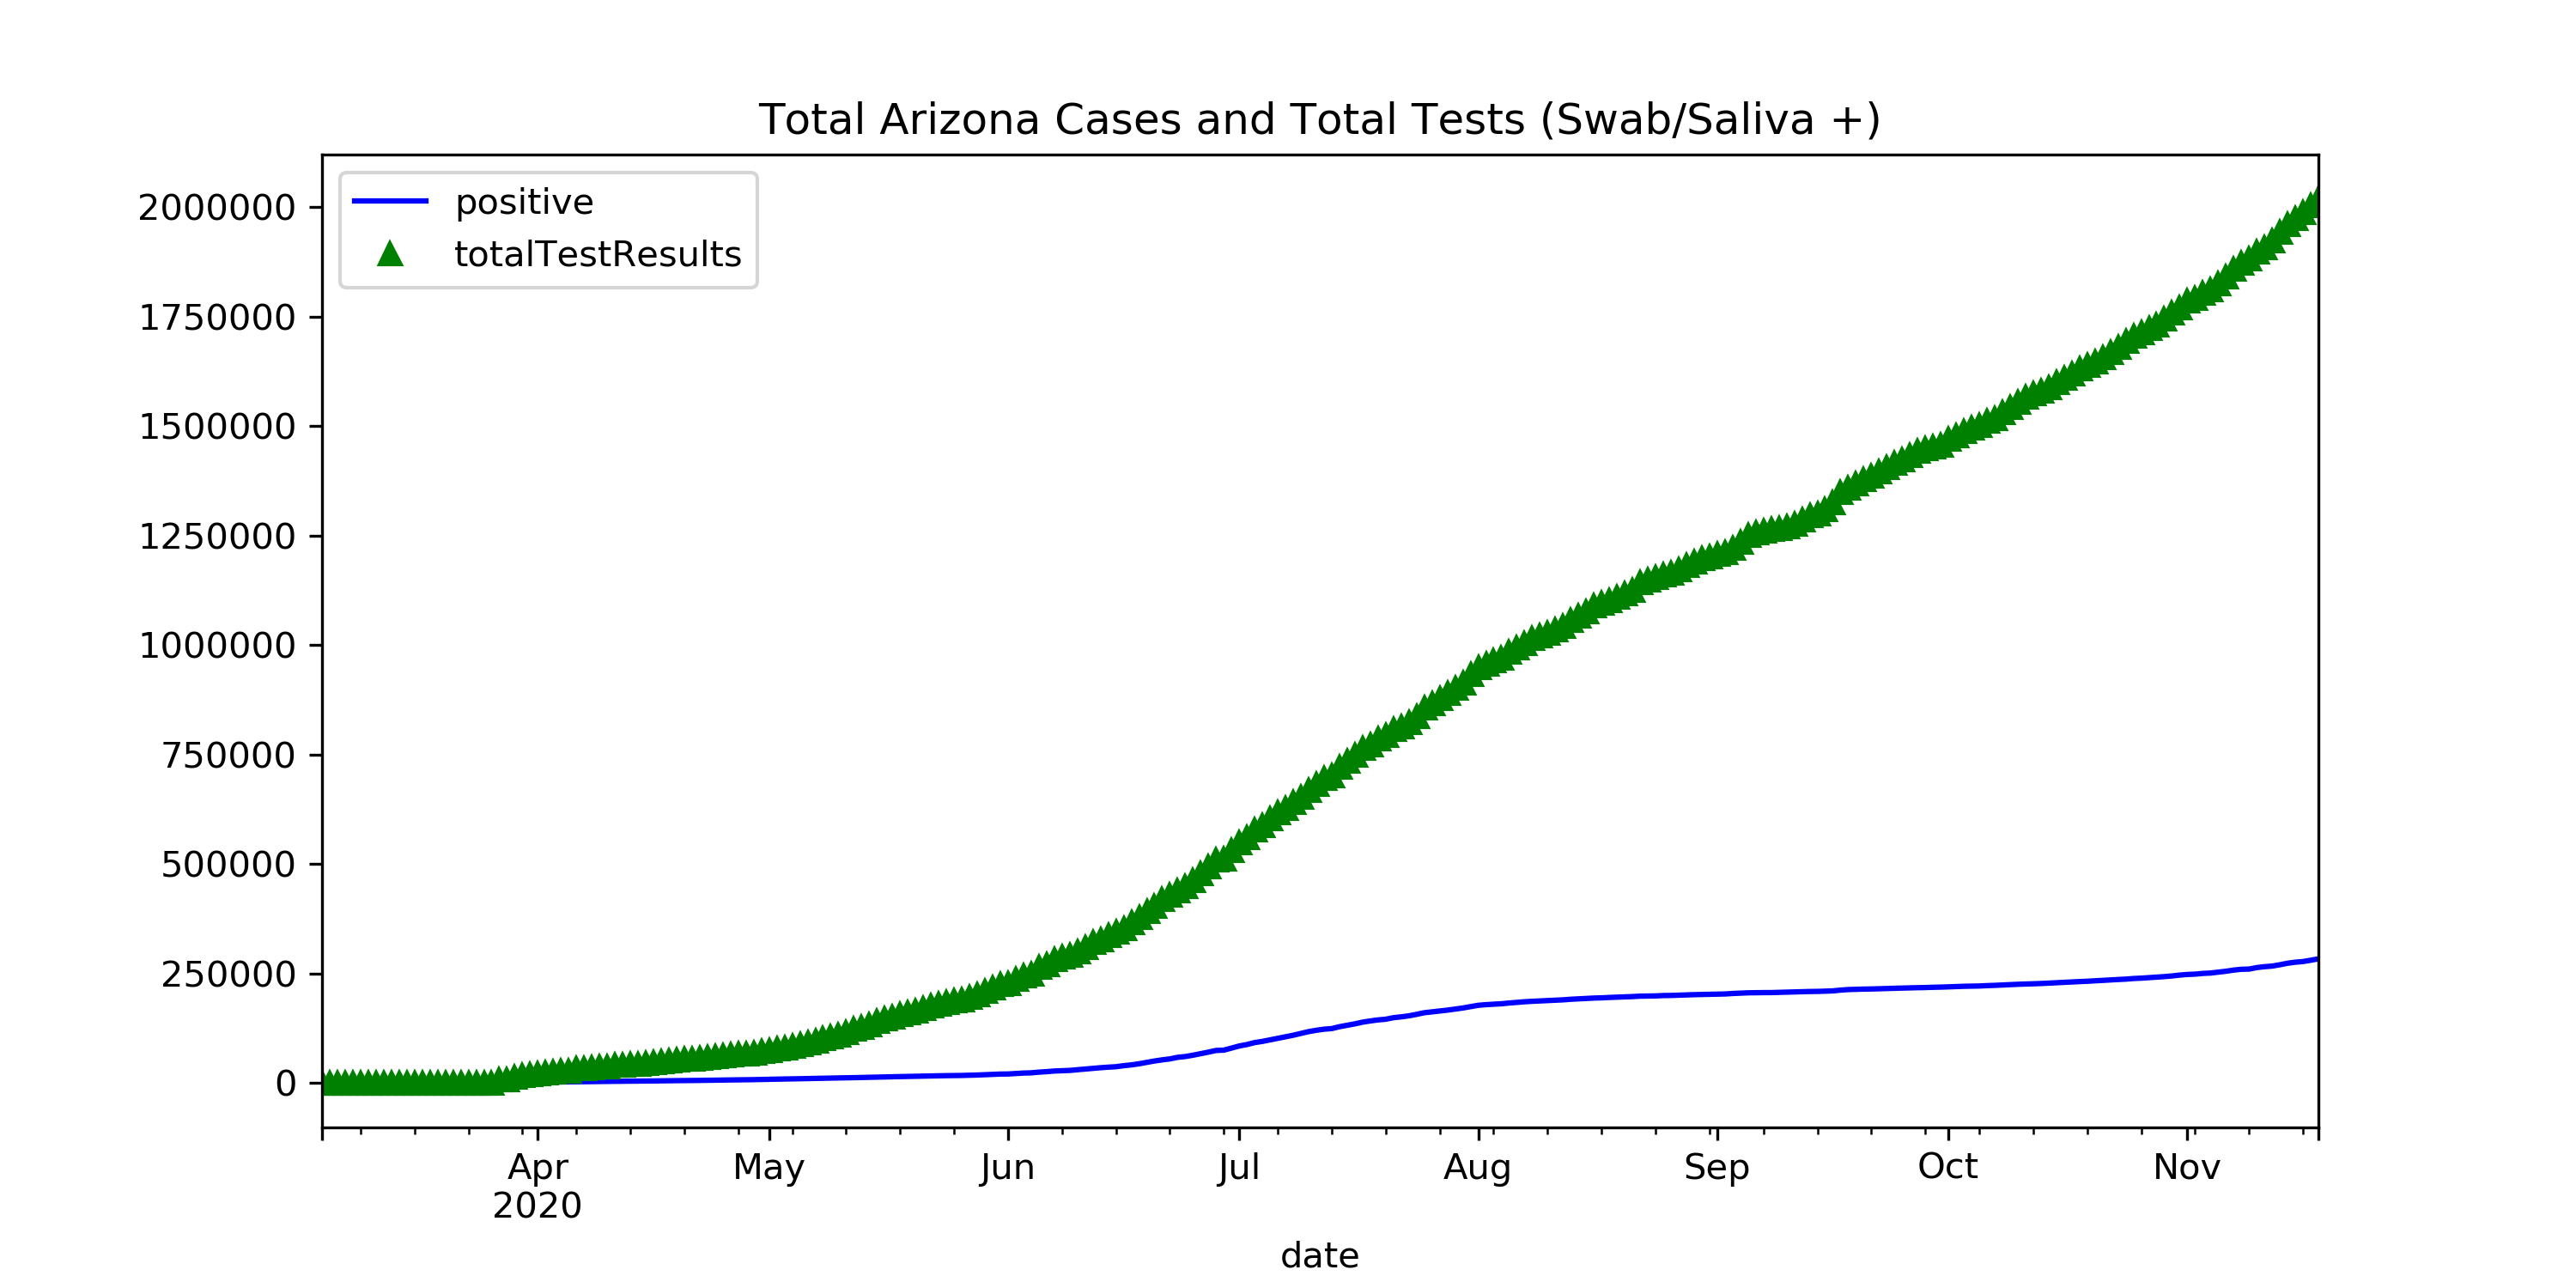 Total Arizona Cases and Total Tests (Swab/Saliva +)
positive
totalTestResults
2000000
1750000
1500000
1250000
1000000
750000
500000
250000
0
Apr May Jun Jul Aug Sep Oct Nov
2020
date